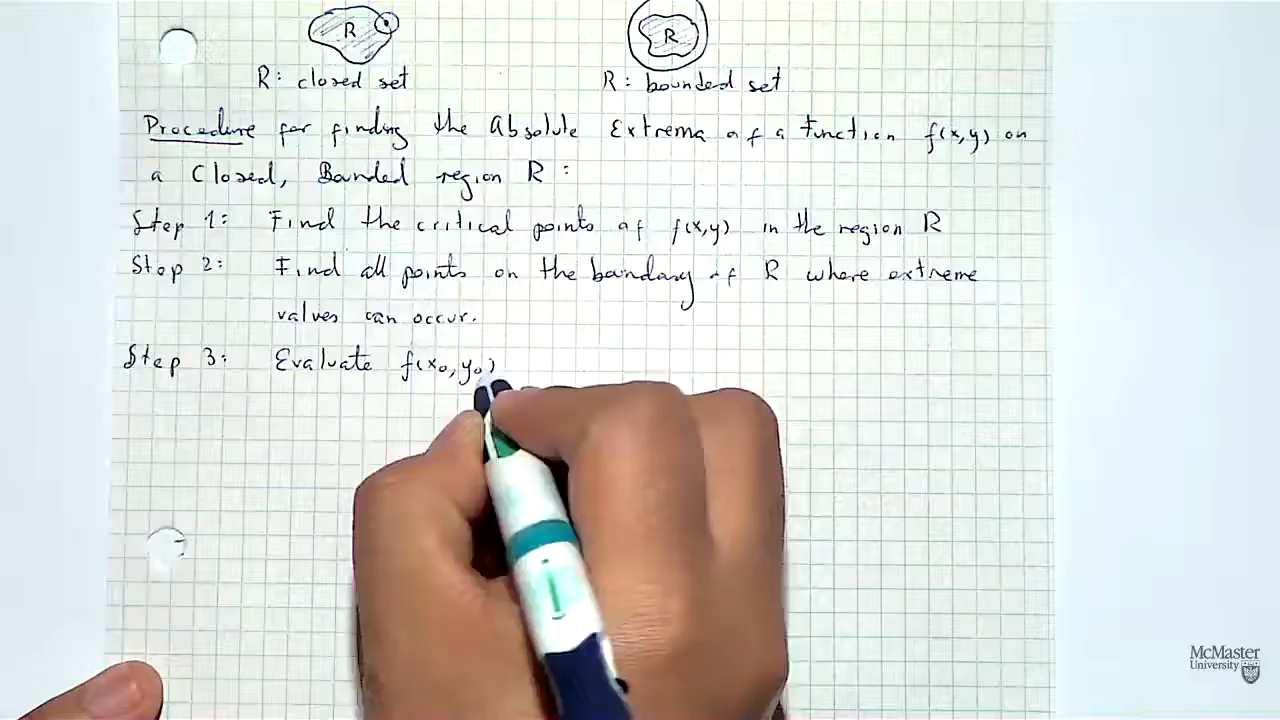 R
R
R: closed set
R: bounded set
Procedure for finding the Absolute Extrema of a function f(x,y) on
a Closed, Bounded region R:
Step 1: Find the critical points of f(x,y) in the region R
Step 2: Find all points on the boundary of R where extreme
values can occur.
Step 3: Evaluate f(x₀,y₀)
McMaster
University